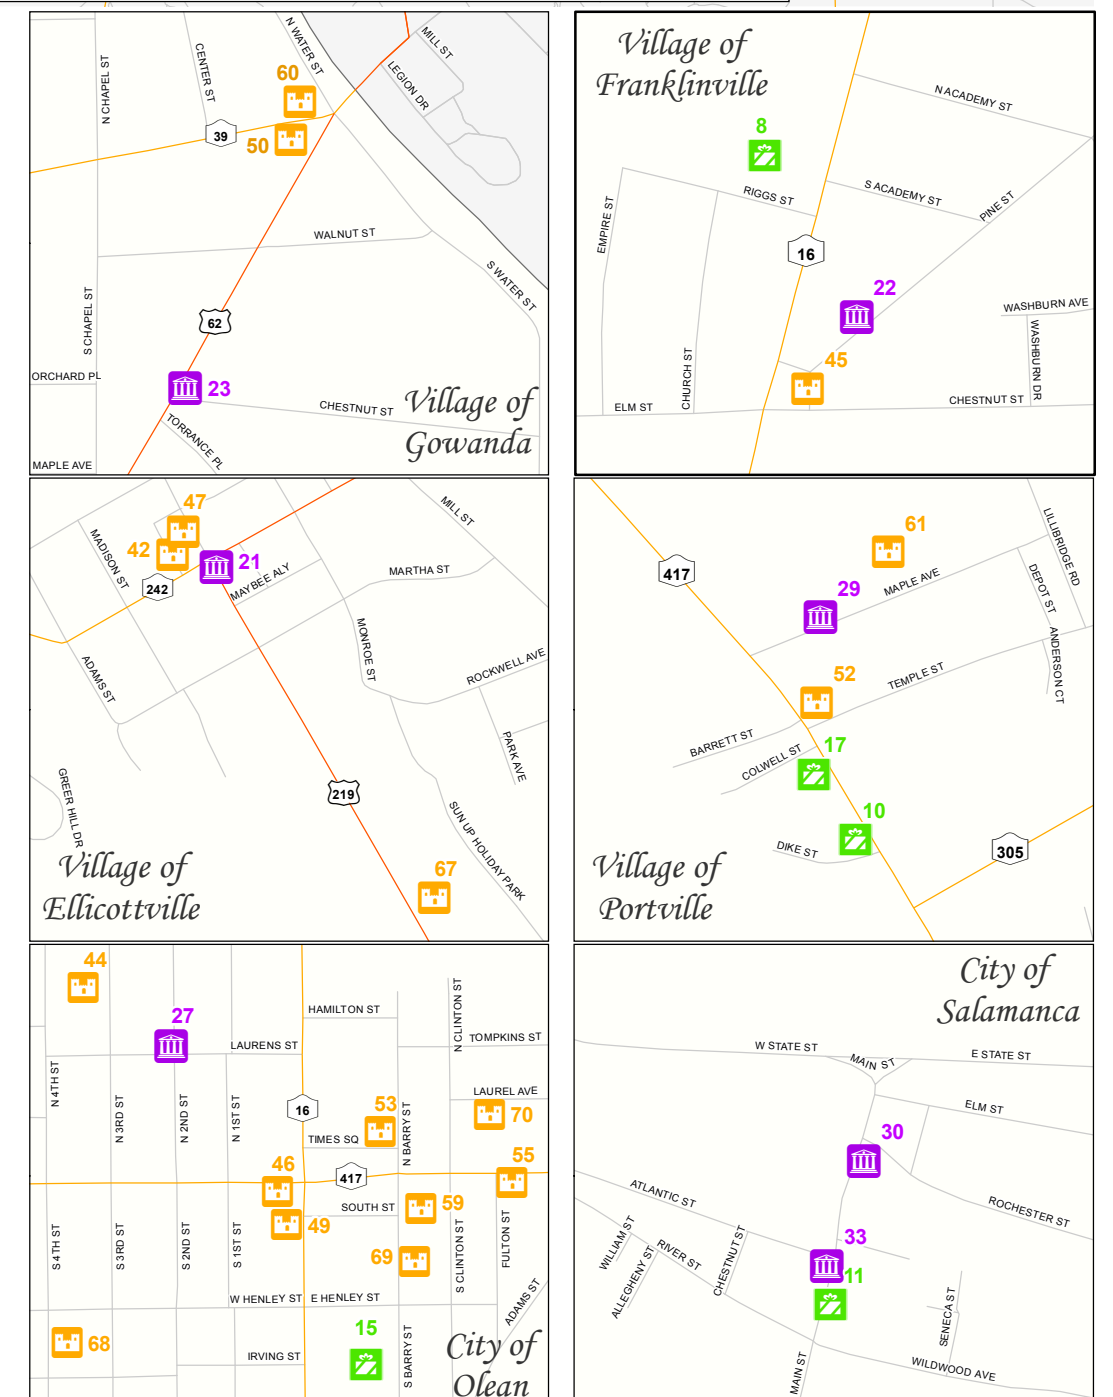 N CHAPEL ST
CENTER ST
N WATER ST
MILL ST
LEGION DR
60
39
50
WALNUT ST
S WATER ST
S CHAPEL ST
62
ORCHARD PL
23
CHESTNUT ST
TORRANCE PL
MAPLE AVE
Village of
Gowanda
Village of
Franklinville
N ACADEMY ST
8
S ACADEMY ST
RIGGS ST
PINE ST
EMPIRE ST
16
22
WASHBURN AVE
WASHBURN DR
45
CHURCH ST
ELM ST
CHESTNUT ST
47
MILL ST
MADISON ST
42
21
242
MAYBEE ALY
MARTHA ST
MONROE ST
ADAMS ST
ROCKWELL AVE
PARK AVE
GREER HILL DR
219
SUN UP HOLIDAY PARK
67
Village of
Ellicottville
61
LILLIBRIDGE RD
417
MAPLE AVE
DEPOT ST
29
ANDERSON CT
52
TEMPLE ST
BARRETT ST
17
COLWELL ST
10
DIKE ST
305
Village of
Portville
44
27
HAMILTON ST
N CLINTON ST
TOMPKINS ST
LAURENS ST
N 4TH ST
N 3RD ST
N 2ND ST
N 1ST ST
16
53
N BARRY ST
LAUREL AVE
70
TIMES SQ
46
417
55
SOUTH ST
59
49
S 4TH ST
S 3RD ST
S 2ND ST
S 1ST ST
69
S CLINTON ST
FULTON ST
W HENLEY ST
E HENLEY ST
ADAMS ST
68
15
IRVING ST
S BARRY ST
City of
Olean
City of
Salamanca
W STATE ST
MAIN ST
E STATE ST
ELM ST
30
ATLANTIC ST
ROCHESTER ST
WILLIAM ST
RIVER ST
CHESTNUT ST
33
ALLEGHENY ST
11
SENECA ST
MAIN ST
WILDWOOD AVE